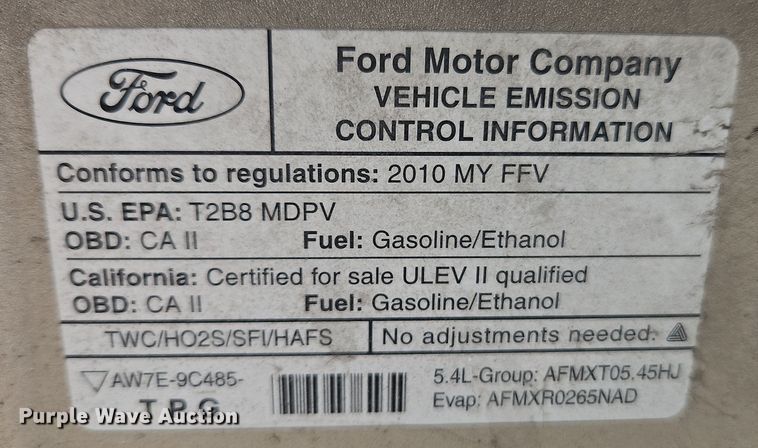 Ford
Ford Motor Company
VEHICLE EMISSION
CONTROL INFORMATION
Conforms to regulations: 2010 MY FFV
U.S. EPA: T2B8 MDPV
OBD: CA II Fuel: Gasoline/Ethanol
California: Certified for sale ULEV II qualified
OBD: CA II Fuel: Gasoline/Ethanol
TWC/HO2S/SFI/HAFS No adjustments needed.
AW7E-9C485- 5.4L-Group: AFMXT05.45HJ
T P G Evap: AFMXR0265NAD
Purple Wave Auction